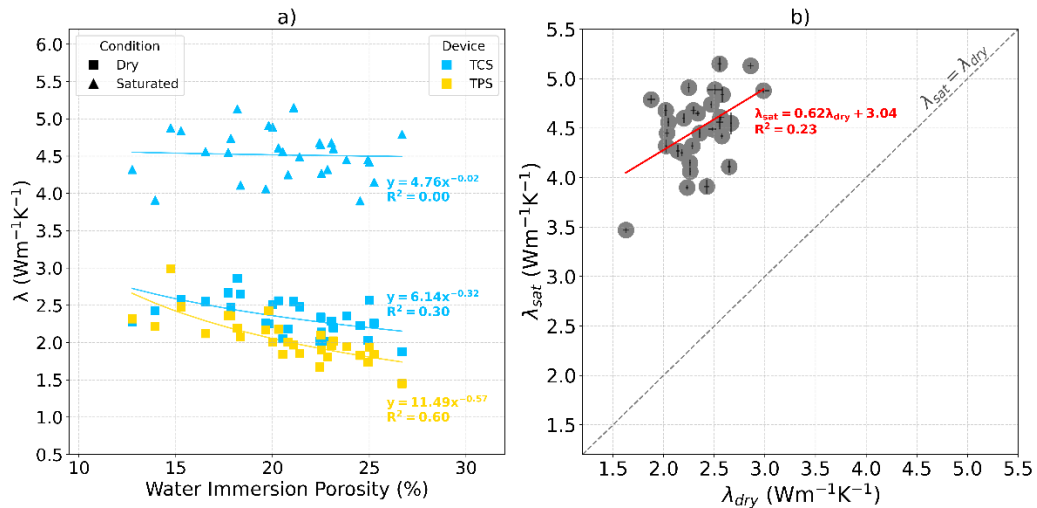 a)
Condition
Dry
Saturated
Device
TCS
TPS
y = 4.76x⁻⁰·⁰²
R² = 0.00
y = 6.14x⁻⁰·³²
R² = 0.30
y = 11.49x⁻⁰·⁵⁷
R² = 0.60
6.0
5.5
5.0
4.5
4.0
3.5
3.0
2.5
2.0
1.5
1.0
0.5
λ (Wm⁻¹K⁻¹)
10 15 20 25 30
Water Immersion Porosity (%)
b)
λsat = λdry
λsat = 0.62λdry + 3.04
R² = 0.23
5.5
5.0
4.5
4.0
3.5
3.0
2.5
2.0
1.5
λsat (Wm⁻¹K⁻¹)
1.5 2.0 2.5 3.0 3.5 4.0 4.5 5.0 5.5
λdry (Wm⁻¹K⁻¹)